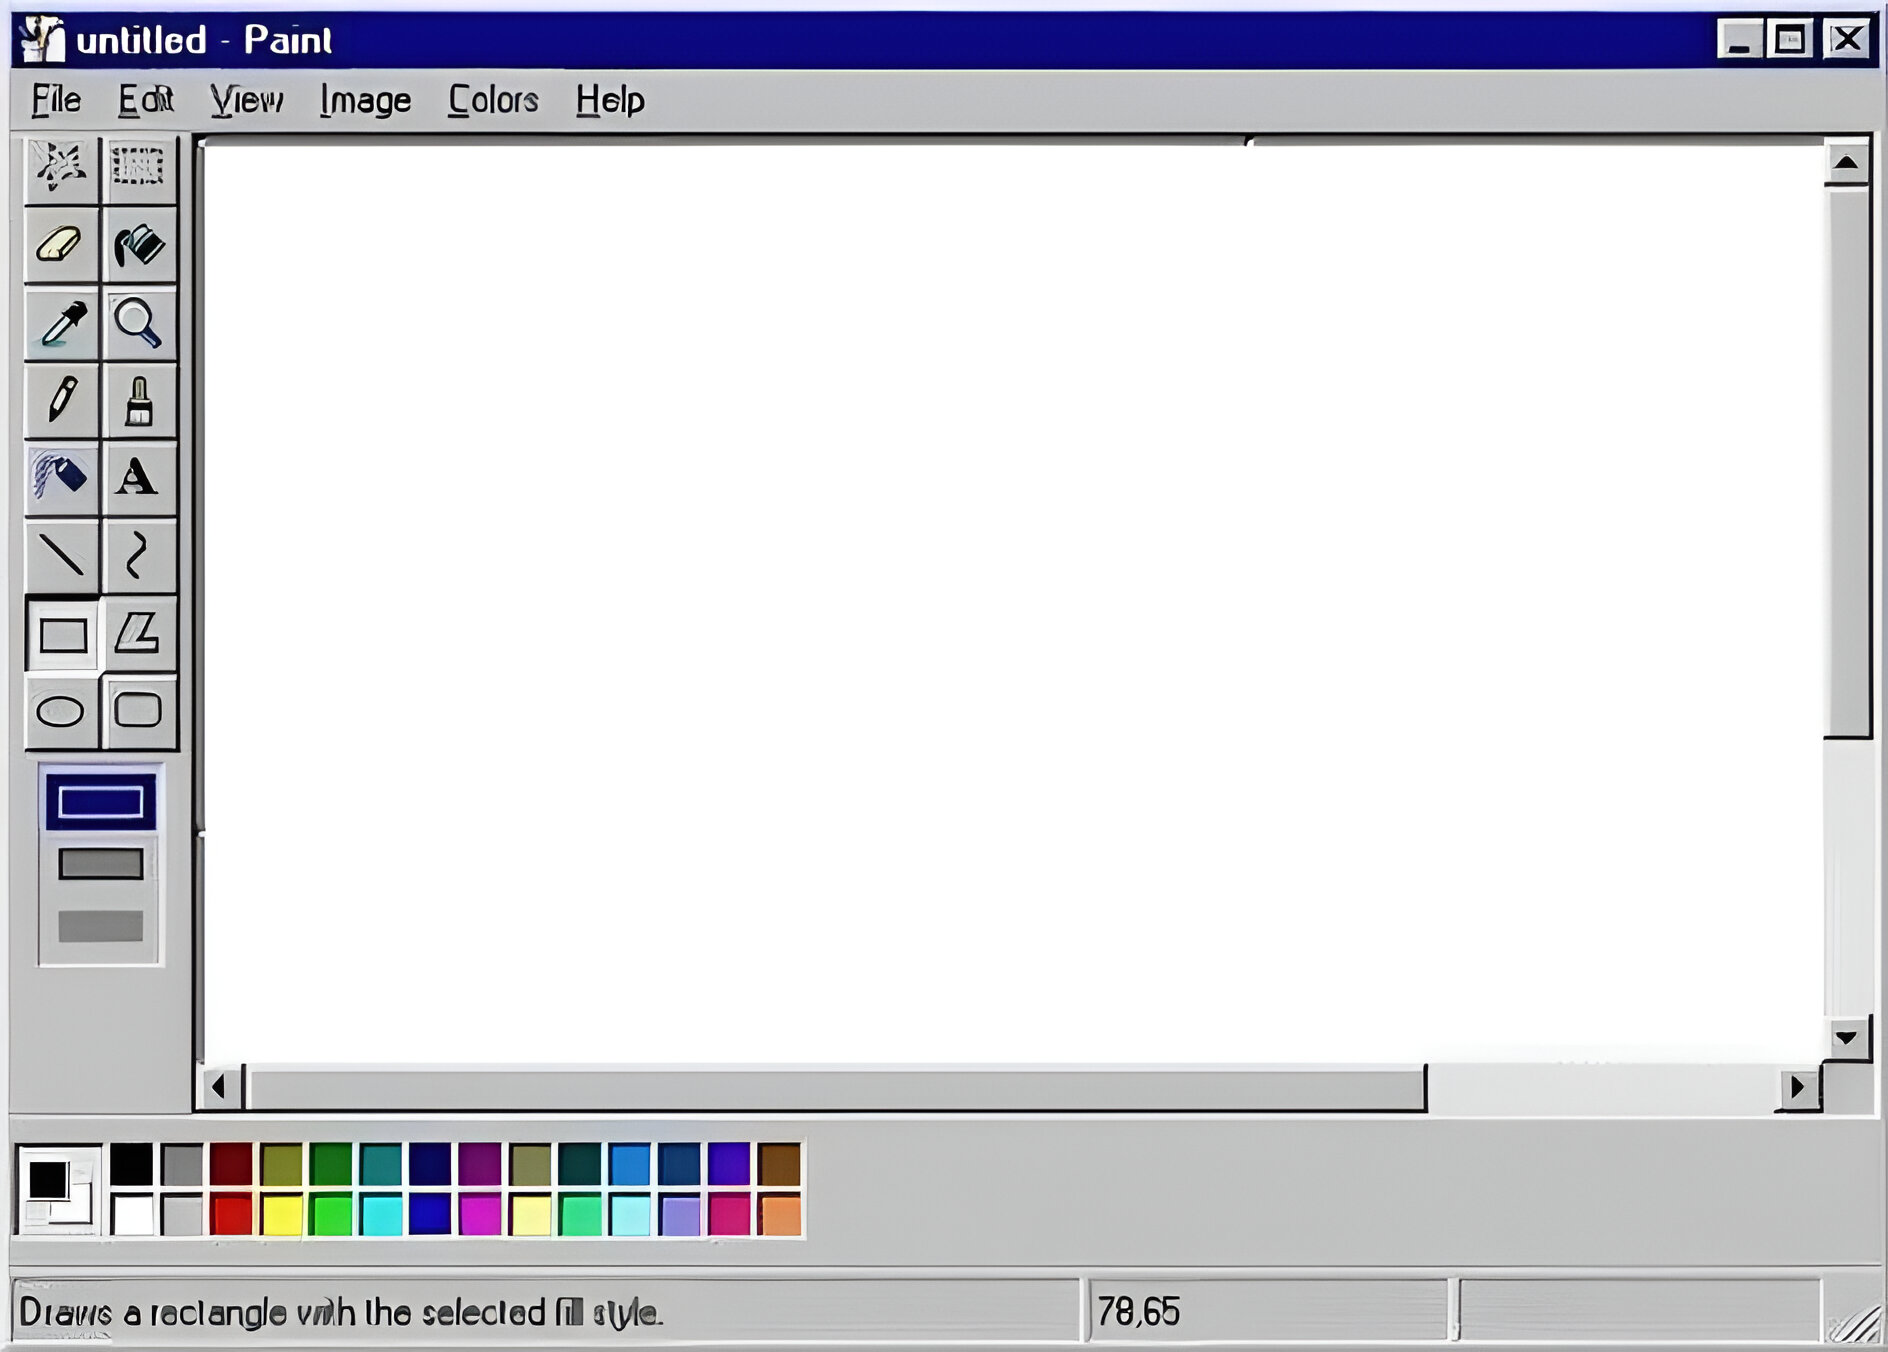 untitled - Paint
File Edit View Image Colors Help
A
Draws a rectangle with the selected fill style.
78,65